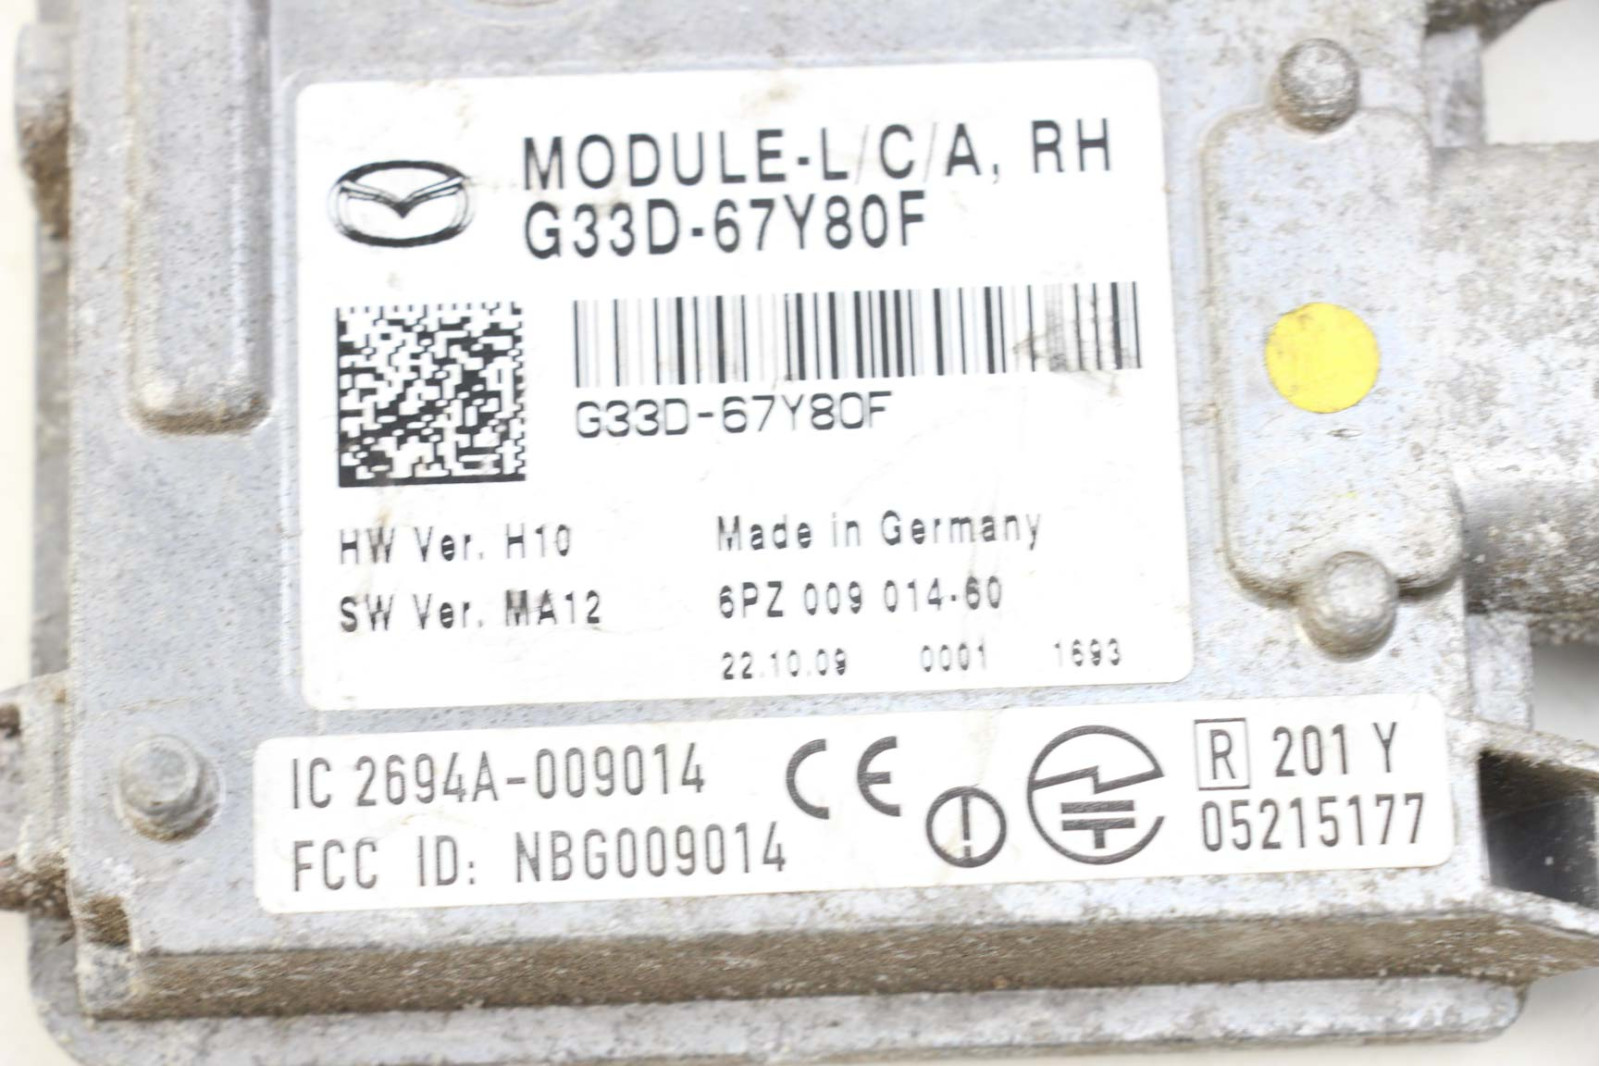 MODULE-L/C/A, RH
G33D-67Y80F
G33D-67Y80F
HW Ver. H10
Made in Germany
SW Ver. MA12
6PZ 009 014-60
22.10.09 0001 1693
IC 2694A-009014
CE
R 201 Y
FCC ID: NBG009014
05215177